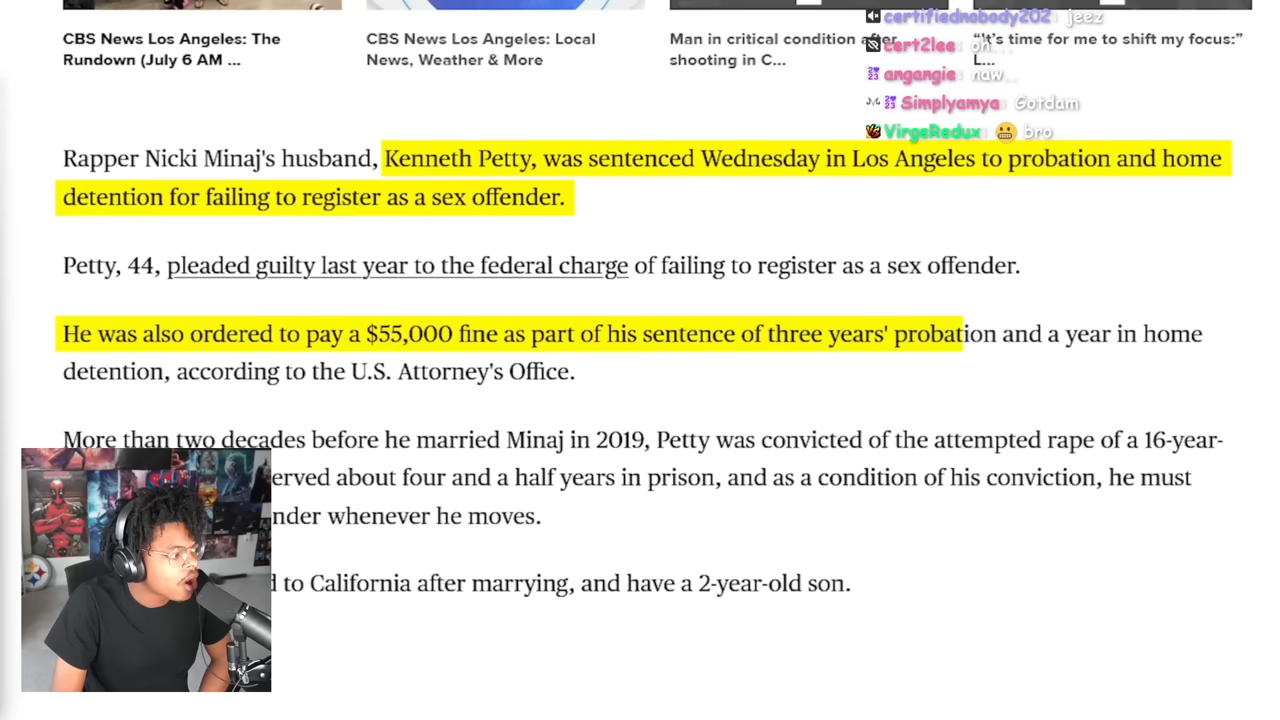 CBS News Los Angeles: The
Rundown (July 6 AM ...
CBS News Los Angeles: Local
News, Weather & More
Man in critical condition after
shooting in C...
“It's time for me to shift my focus:”
L...
certifiednobody202: jeez
cert2lee: oh...
angangie: naw..
Simplyamya: Gotdam
VirgeRedux: bro
Rapper Nicki Minaj's husband, Kenneth Petty, was sentenced Wednesday in Los Angeles to probation and home
detention for failing to register as a sex offender.
Petty, 44, pleaded guilty last year to the federal charge of failing to register as a sex offender.
He was also ordered to pay a $55,000 fine as part of his sentence of three years' probation and a year in home
detention, according to the U.S. Attorney's Office.
More than two decades before he married Minaj in 2019, Petty was convicted of the attempted rape of a 16-year-
erved about four and a half years in prison, and as a condition of his conviction, he must
nder whenever he moves.
to California after marrying, and have a 2-year-old son.